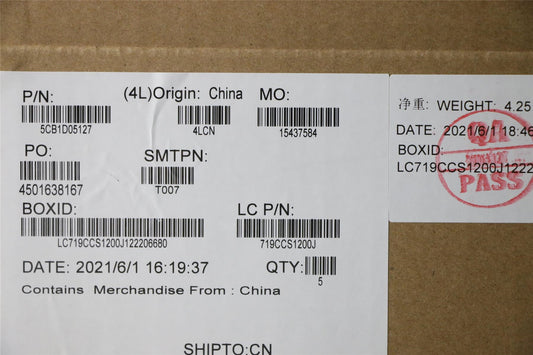 P/N:
5CB1D05127
(4L)Origin: China
4LCN
MO:
15437584
PO:
4501638167
SMTPN:
T007
BOXID:
LC719CCS1200J122206680
LC P/N:
719CCS1200J
DATE: 2021/6/1 16:19:37
QTY:
5
Contains Merchandise From : China
SHIPTO:CN
净重: WEIGHT: 4.25
DATE: 2021/6/1 18:46
BOXID:
LC719CCS1200J1222
QA
PASS